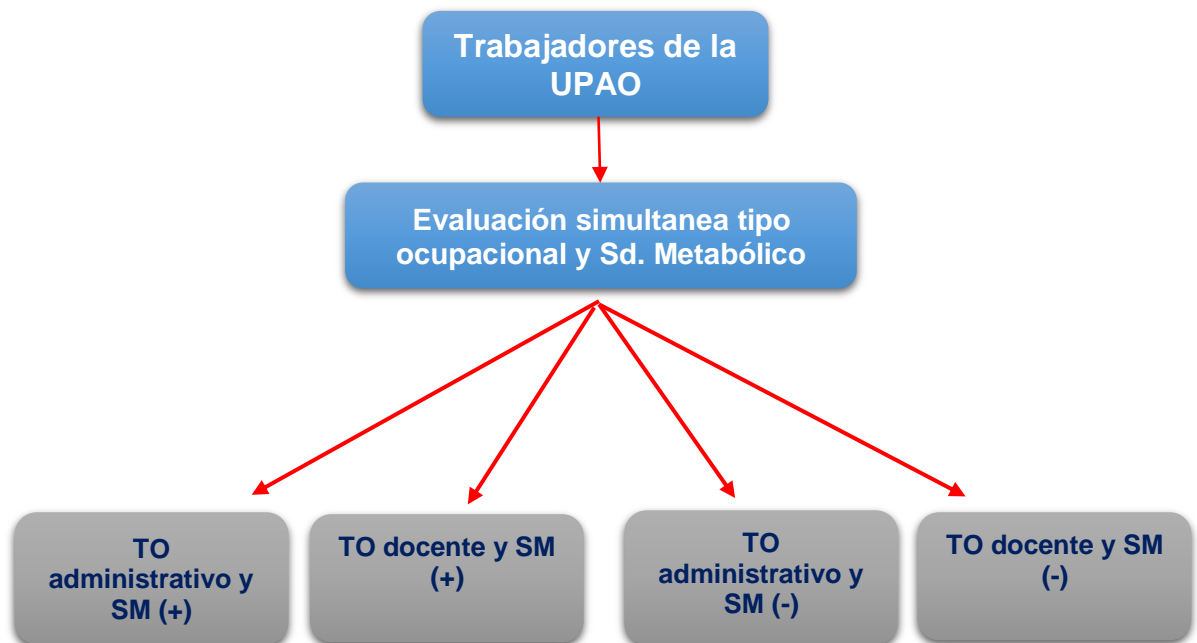 Trabajadores de la
UPAO
Evaluación simultanea tipo
ocupacional y Sd. Metabólico
TO
administrativo y
SM (+)
TO docente y SM
(+)
TO
administrativo y
SM (-)
TO docente y SM
(-)